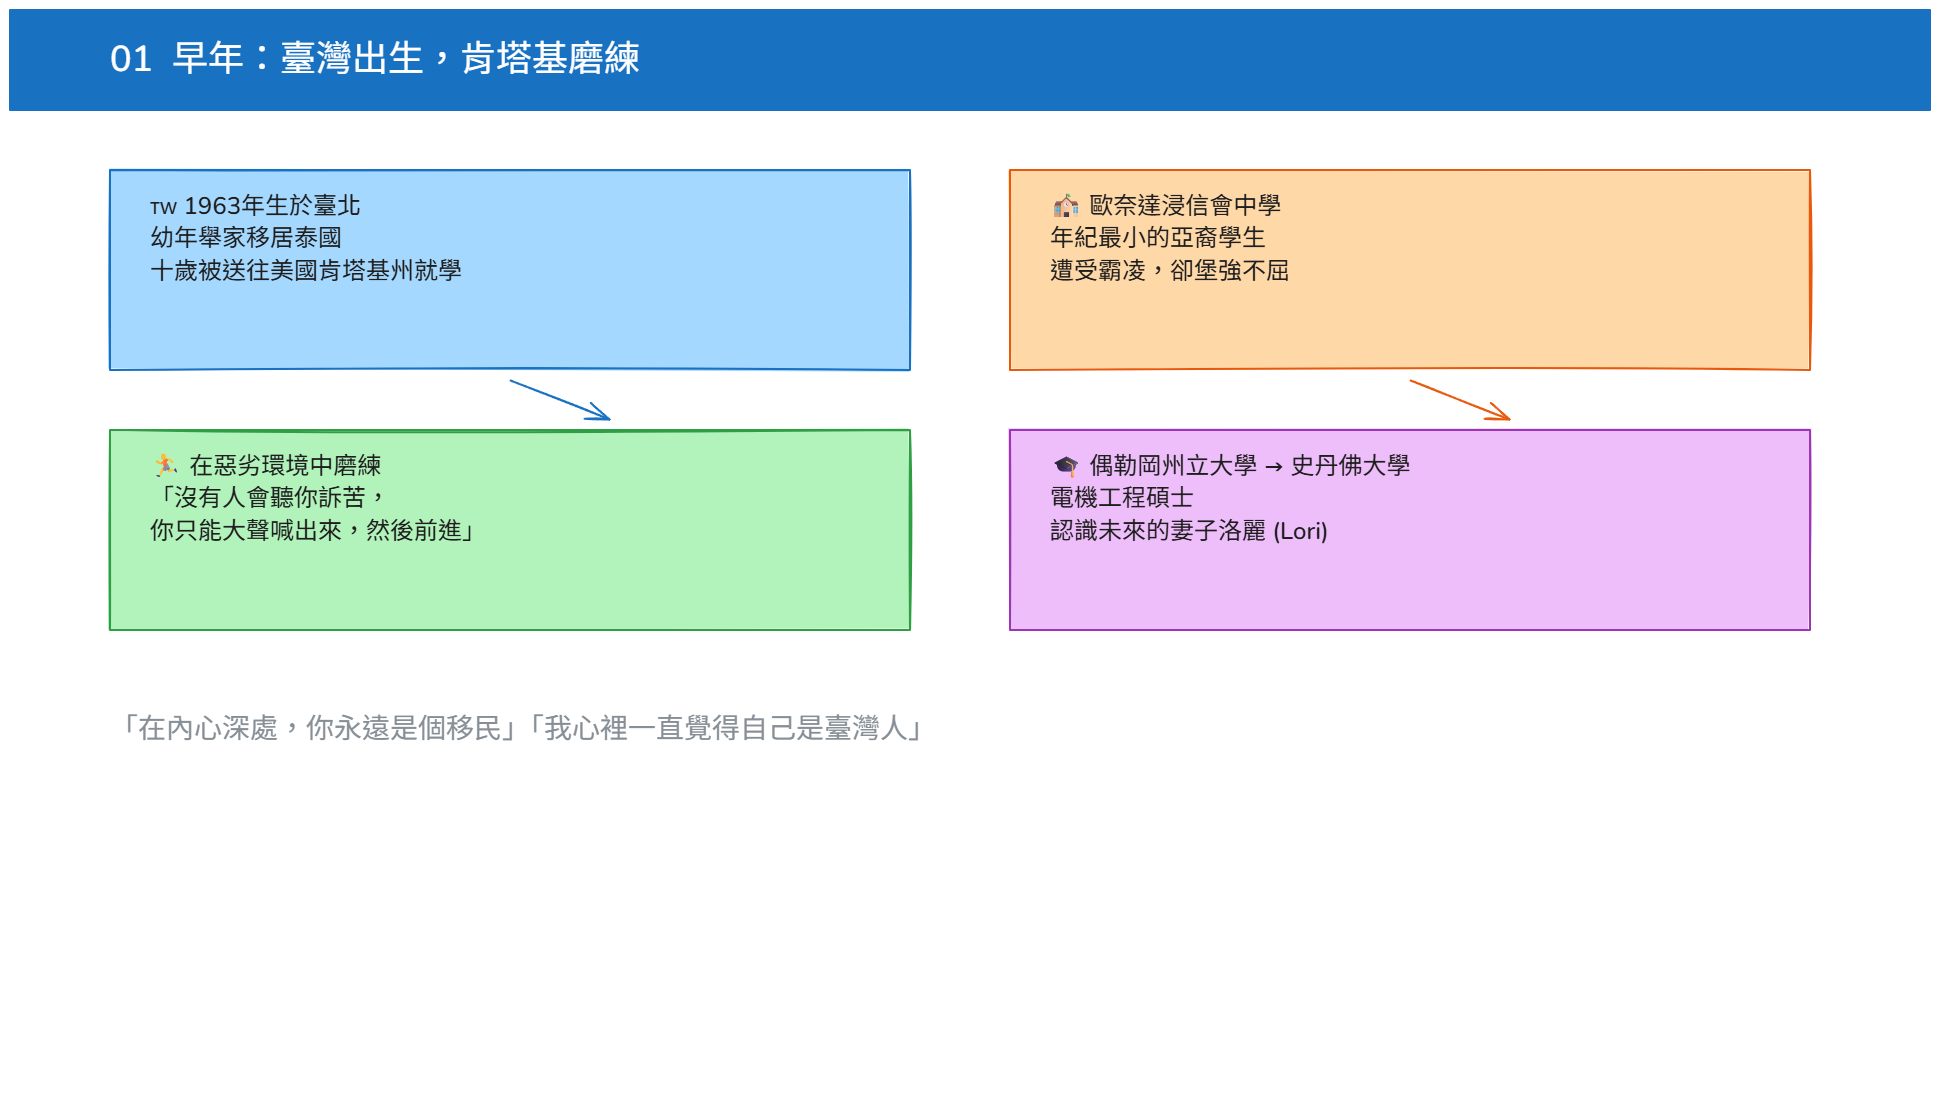 01 早年：臺灣出生，肯塔基磨練
TW 1963年生於臺北
幼年舉家移居泰國
十歲被送往美國肯塔基州就學
🏫 歐奈達浸信會中學
年紀最小的亞裔學生
遭受霸凌，卻堡強不屈
🏃 在惡劣環境中磨練
「沒有人會聽你訴苦，
你只能大聲喊出來，然後前進」
🎓 偶勒岡州立大學 → 史丹佛大學
電機工程碩士
認識未來的妻子洛麗 (Lori)
「在內心深處，你永遠是個移民」「我心裡一直覺得自己是臺灣人」